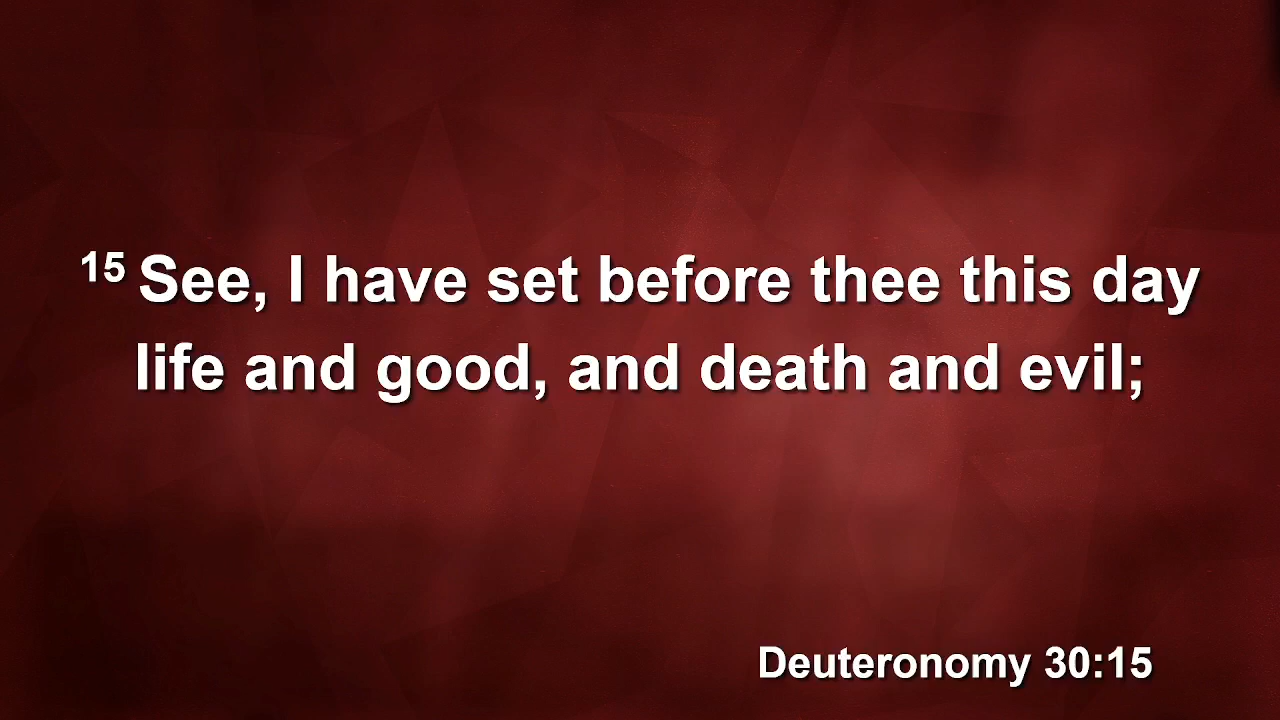 15 See, I have set before thee this day
life and good, and death and evil;
Deuteronomy 30:15